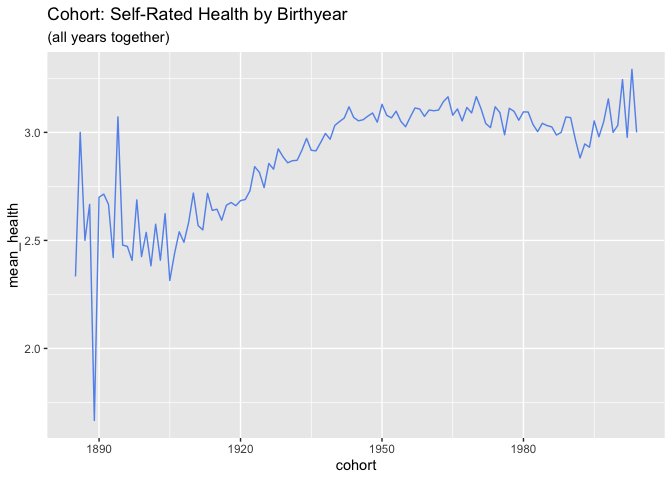 Cohort: Self-Rated Health by Birthyear
(all years together)
3.0
2.5
2.0
mean_health
1890
1920
1950
1980
cohort